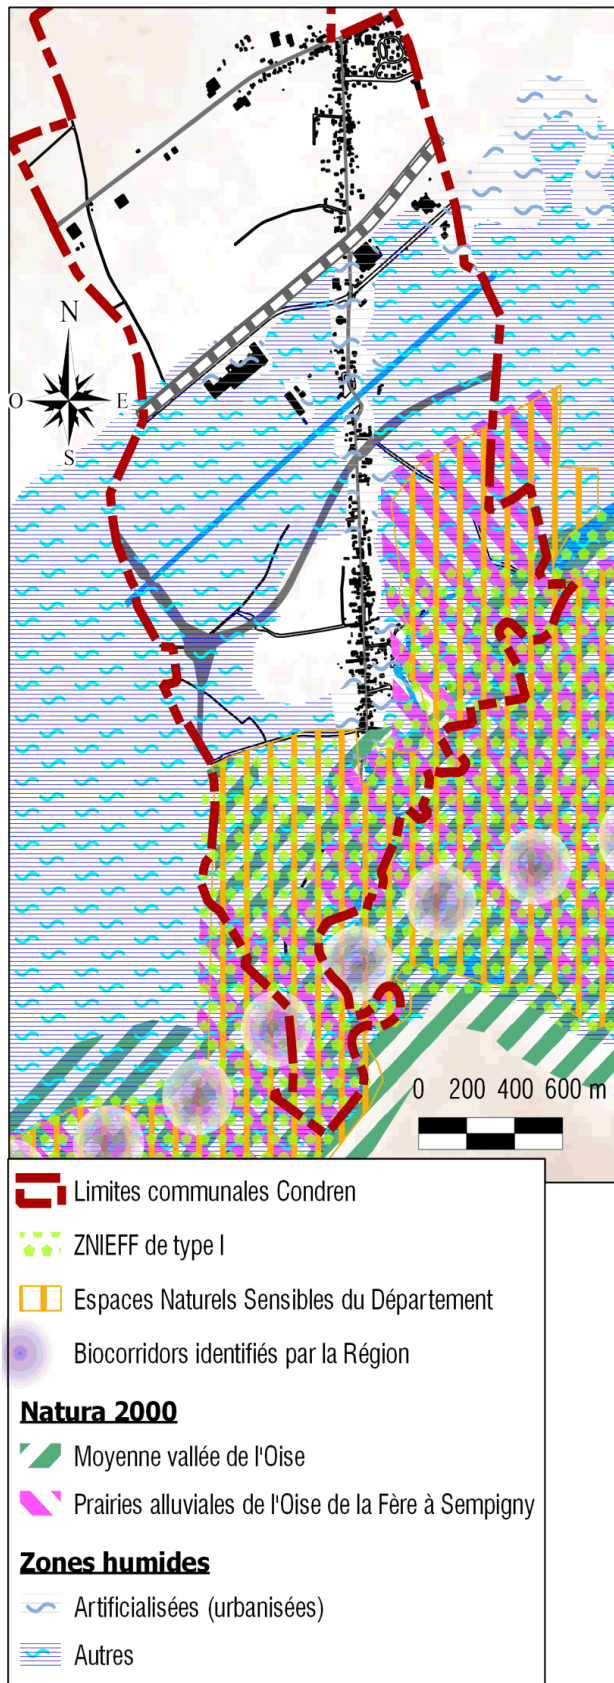 N
O
E
S
0 200 400 600 m
Limites communales Condren
ZNIEFF de type I
Espaces Naturels Sensibles du Département
Biocorridors identifiés par la Région
Natura 2000
Moyenne vallée de l'Oise
Prairies alluviales de l'Oise de la Fère à Sempigny
Zones humides
Artificialisées (urbanisées)
Autres